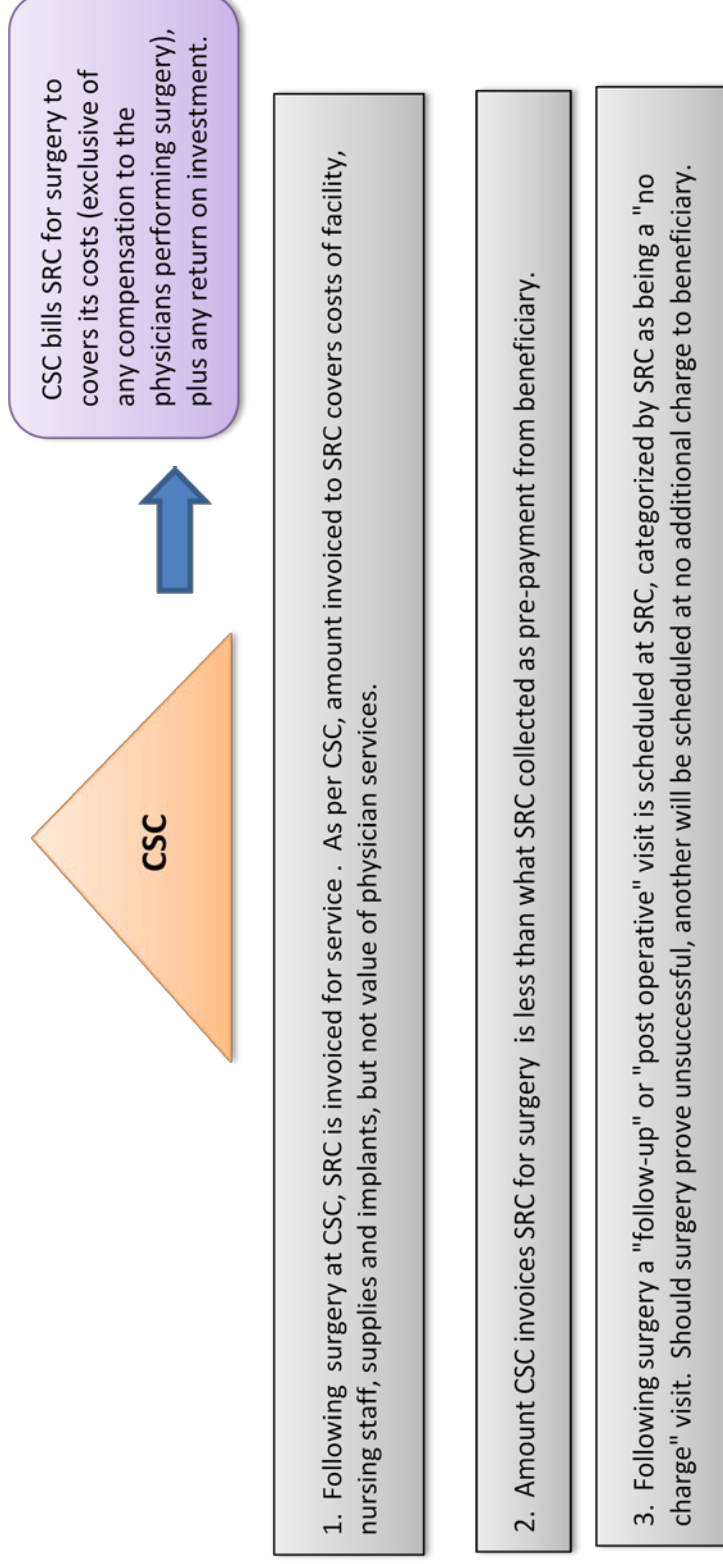 CSC
CSC bills SRC for surgery to
covers its costs (exclusive of
any compensation to the
physicians performing surgery),
plus any return on investment.
1. Following surgery at CSC, SRC is invoiced for service . As per CSC, amount invoiced to SRC covers costs of facility,
nursing staff, supplies and implants, but not value of physician services.
2. Amount CSC invoices SRC for surgery is less than what SRC collected as pre-payment from beneficiary.
3. Following surgery a "follow-up" or "post operative" visit is scheduled at SRC, categorized by SRC as being a "no
charge" visit. Should surgery prove unsuccessful, another will be scheduled at no additional charge to beneficiary.